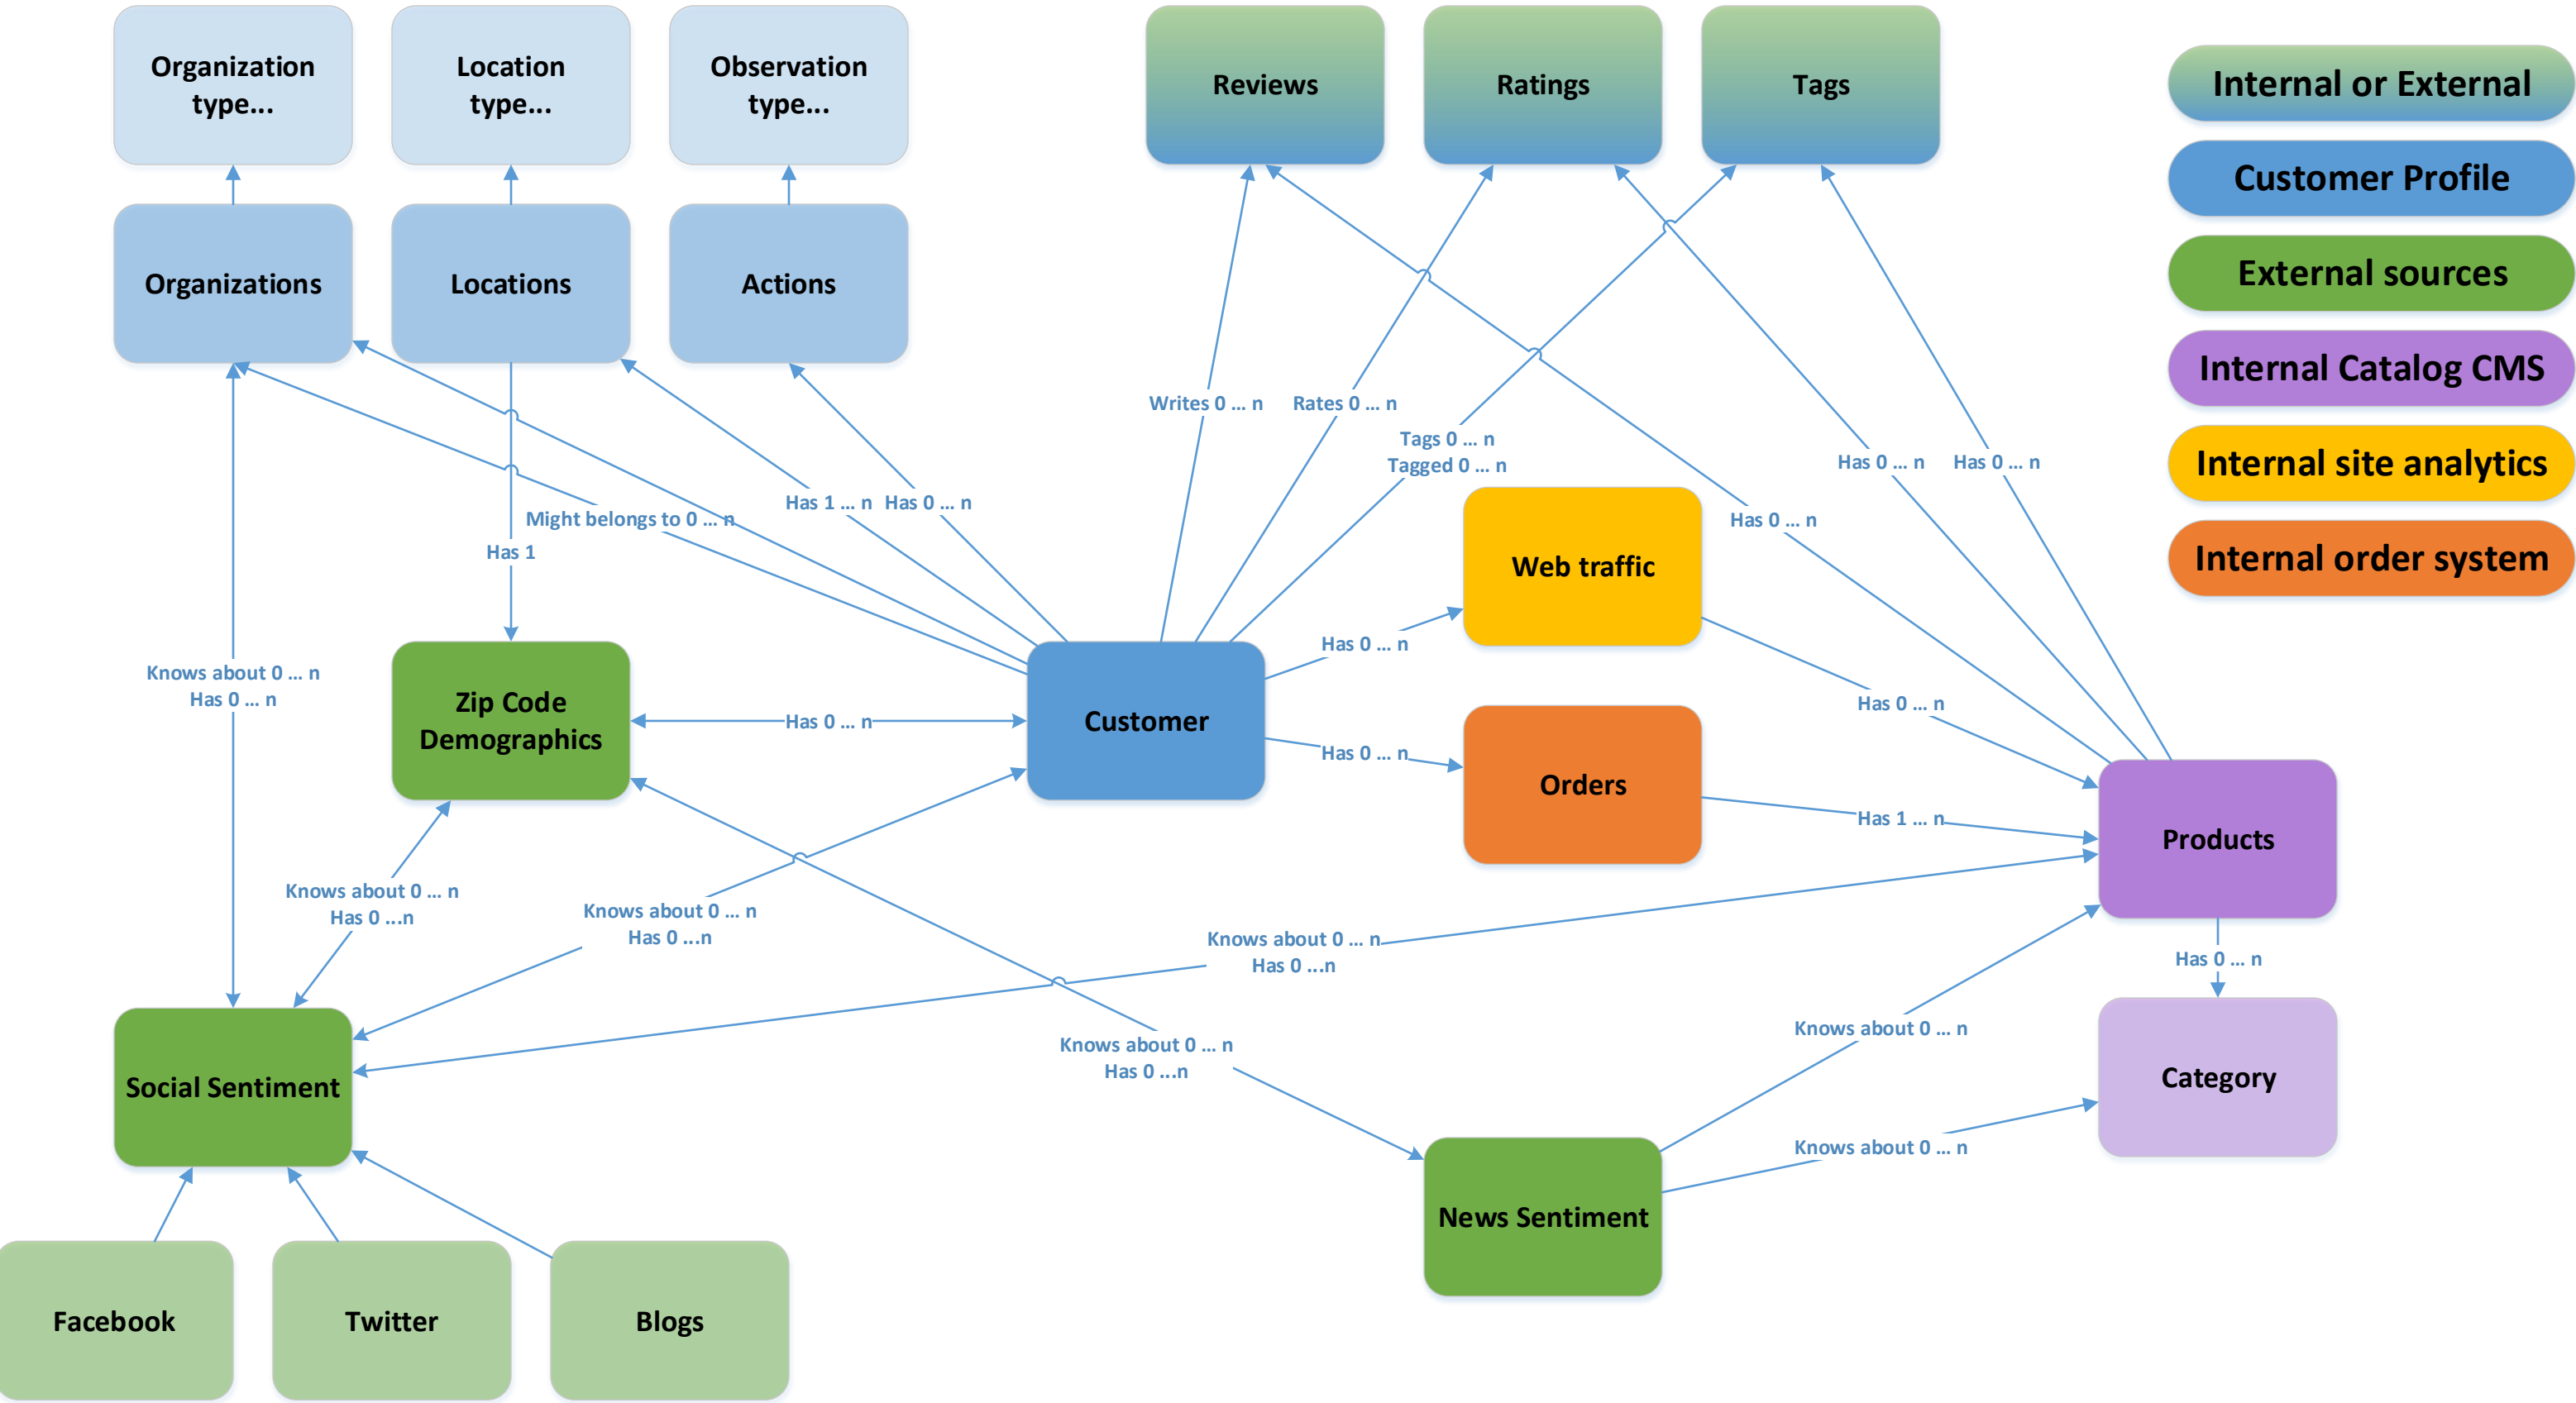 Organization
type...
Location
type...
Observation
type...
Reviews
Ratings
Tags
Internal or External
Customer Profile
External sources
Internal Catalog CMS
Internal site analytics
Internal order system
Organizations
Locations
Actions
Writes 0 ... n
Rates 0 ... n
Tags 0 ... n
Tagged 0 ... n
Has 0 ... n
Has 0 ... n
Has 0 ... n
Has 1 ... n
Has 0 ... n
Might belongs to 0 ... n
Has 1
Web traffic
Has 0 ... n
Knows about 0 ... n
Has 0 ... n
Zip Code
Demographics
Has 0 ... n
Customer
Has 0 ... n
Orders
Has 0 ... n
Has 1 ... n
Products
Knows about 0 ... n
Has 0 ...n
Knows about 0 ... n
Has 0 ...n
Knows about 0 ... n
Has 0 ...n
Has 0 ... n
Knows about 0 ... n
Has 0 ...n
Knows about 0 ... n
Social Sentiment
Category
Knows about 0 ... n
News Sentiment
Facebook
Twitter
Blogs